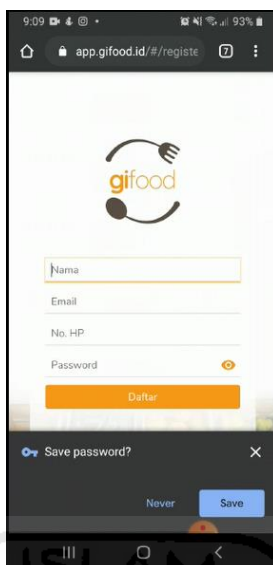 9:09
93%
app.gifood.id/#/registe
7
gifood
Nama
Email
No. HP
Password
Daftar
Save password?
Never
Save
ISLAM